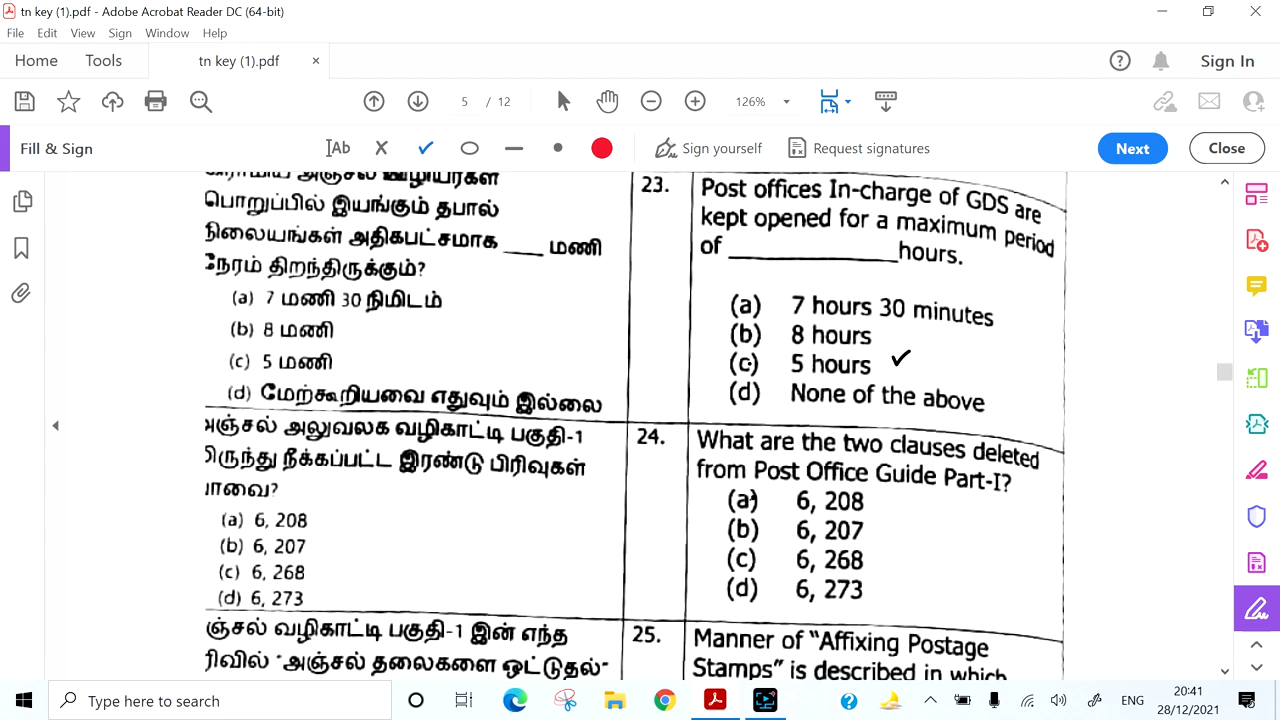 tn key (1).pdf - Adobe Acrobat Reader DC (64-bit)
File Edit View Sign Window Help
Home Tools tn key (1).pdf × Sign In
5 / 12 126%
Fill & Sign Ab Sign yourself Request signatures Next Close
பொறுப்பில் இயங்கும் தபால்
நிலையங்கள் அதிகபட்சமாக ____ மணி
நேரம் திறந்திருக்கும்?
(a) 7 மணி 30 நிமிடம்
(b) 8 மணி
(c) 5 மணி
(d) மேற்கூறியவை எதுவும் இல்லை
23. Post offices In-charge of GDS are
kept opened for a maximum period
of ______________ hours.
(a) 7 hours 30 minutes
(b) 8 hours
(c) 5 hours ✓
(d) None of the above
அஞ்சல் அலுவலக வழிகாட்டி பகுதி-1
லிருந்து நீக்கப்பட்ட இரண்டு பிரிவுகள்
யாவை?
(a) 6, 208
(b) 6, 207
(c) 6, 268
(d) 6, 273
24. What are the two clauses deleted
from Post Office Guide Part-I?
(a) 6, 208
(b) 6, 207
(c) 6, 268
(d) 6, 273
ஞ்சல் வழிகாட்டி பகுதி-1 இன் எந்த
ரிவில் "அஞ்சல் தலைகளை ஒட்டுதல்"
25. Manner of "Affixing Postage
Stamps" is described in which
Type here to search ENG 20:41
28/12/2021